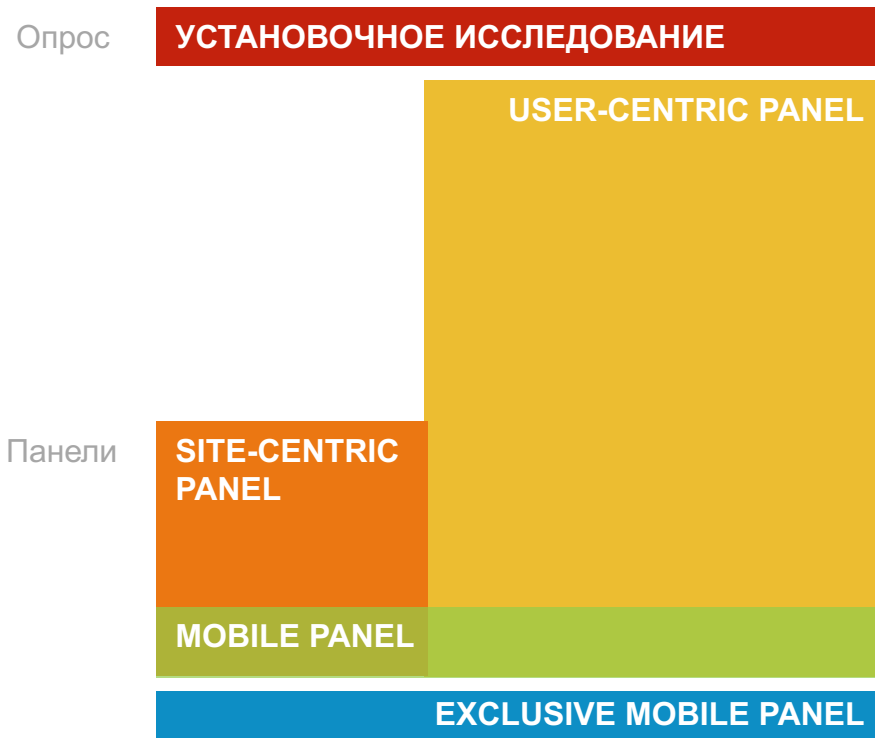 Опрос
УСТАНОВОЧНОЕ ИССЛЕДОВАНИЕ
USER-CENTRIC PANEL
Панели
SITE-CENTRIC
PANEL
MOBILE PANEL
EXCLUSIVE MOBILE PANEL